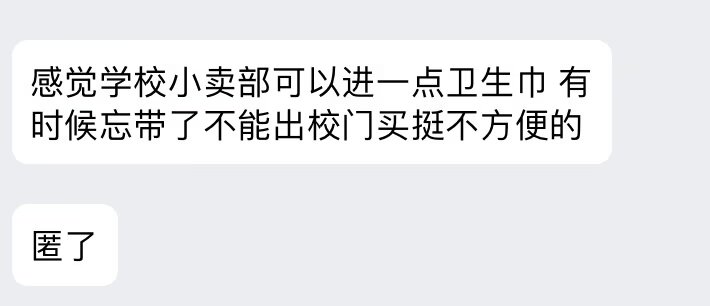 感觉学校小卖部可以进一点卫生巾 有
时候忘带了不能出校门买挺不方便的
匿了